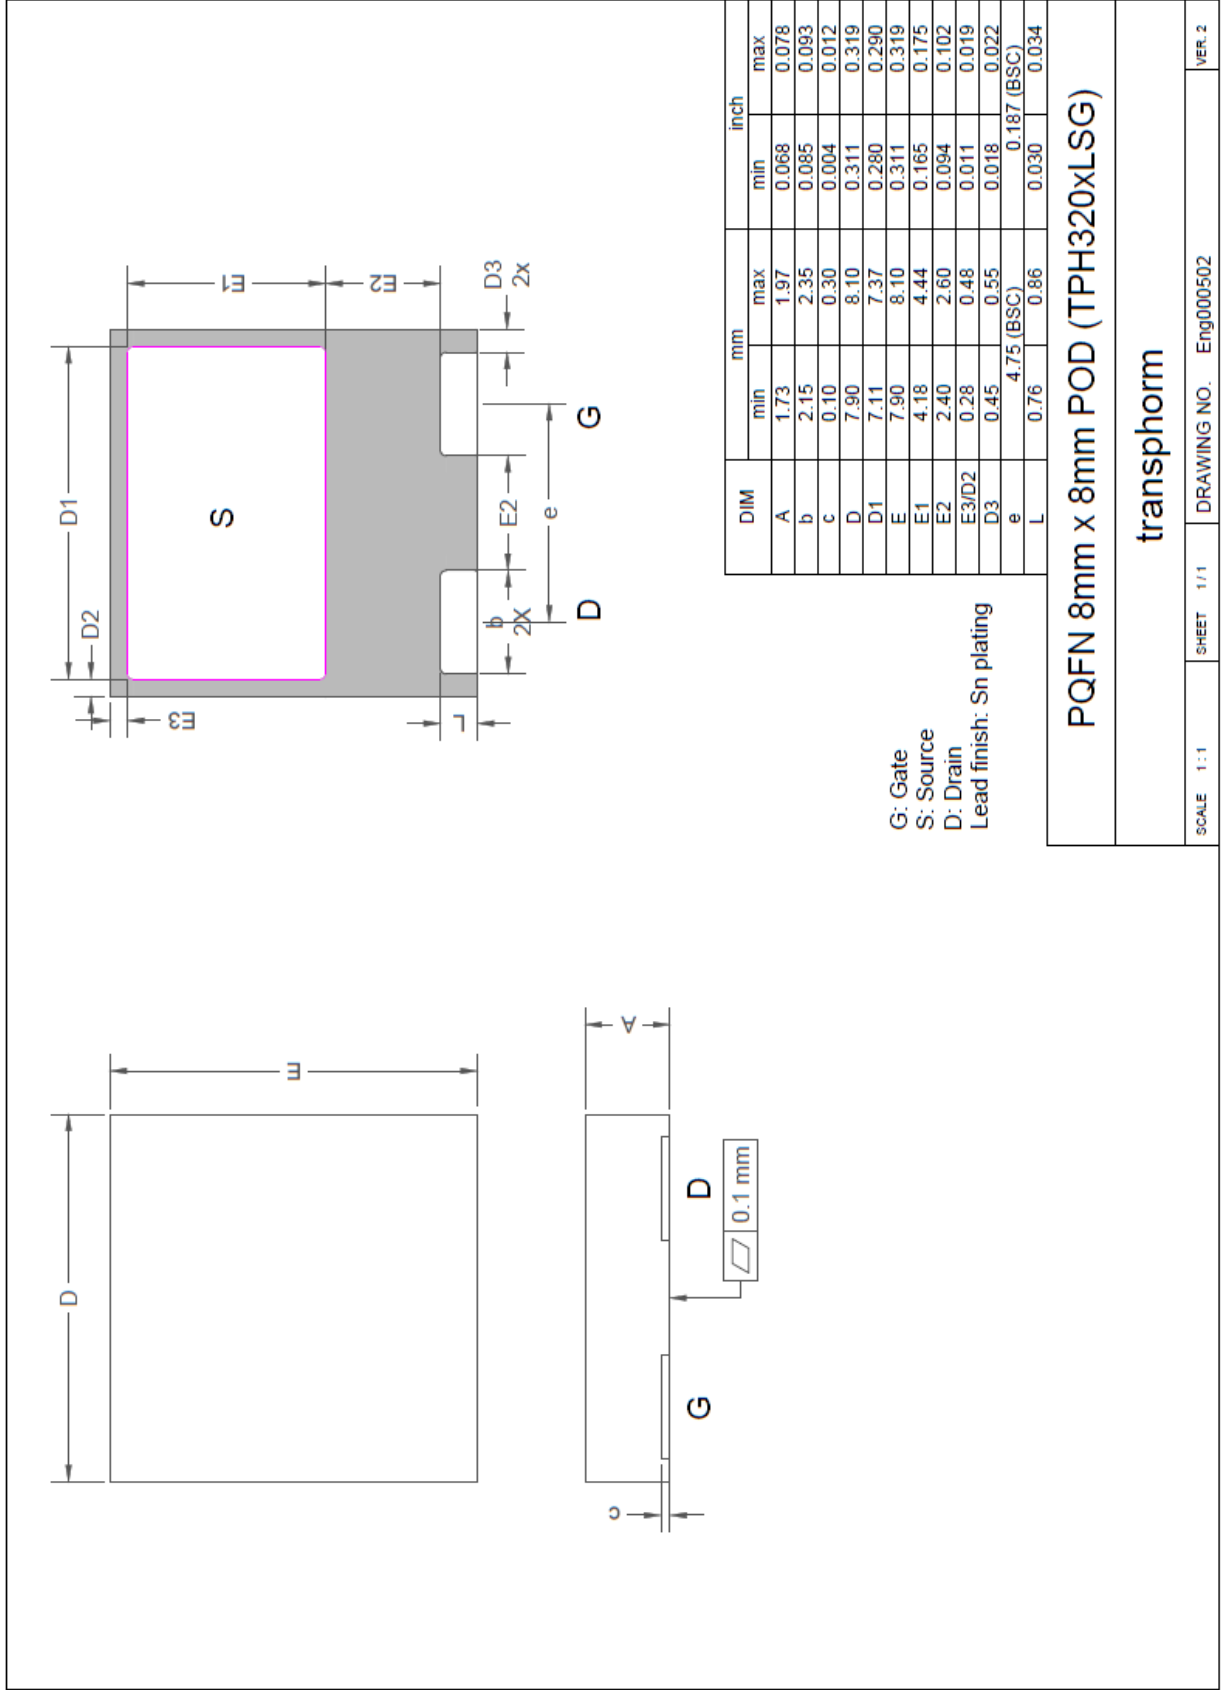 D
E
A
c
G
D
0.1 mm
D1
D2
E3
E1
E2
S
D3
2x
L
b
2X
E2
e
D
G
G: Gate
S: Source
D: Drain
Lead finish: Sn plating
DIM mm inch
min max min max
A 1.73 1.97 0.068 0.078
b 2.15 2.35 0.085 0.093
c 0.10 0.30 0.004 0.012
D 7.90 8.10 0.311 0.319
D1 7.11 7.37 0.280 0.290
E 7.90 8.10 0.311 0.319
E1 4.18 4.44 0.165 0.175
E2 2.40 2.60 0.094 0.102
E3/D2 0.28 0.48 0.011 0.019
D3 0.45 0.55 0.018 0.022
e 4.75 (BSC) 0.187 (BSC)
L 0.76 0.86 0.030 0.034
PQFN 8mm x 8mm POD (TPH320xLSG)
transphorm
SCALE 1:1 SHEET 1/1 DRAWING NO. Eng000502 VER. 2